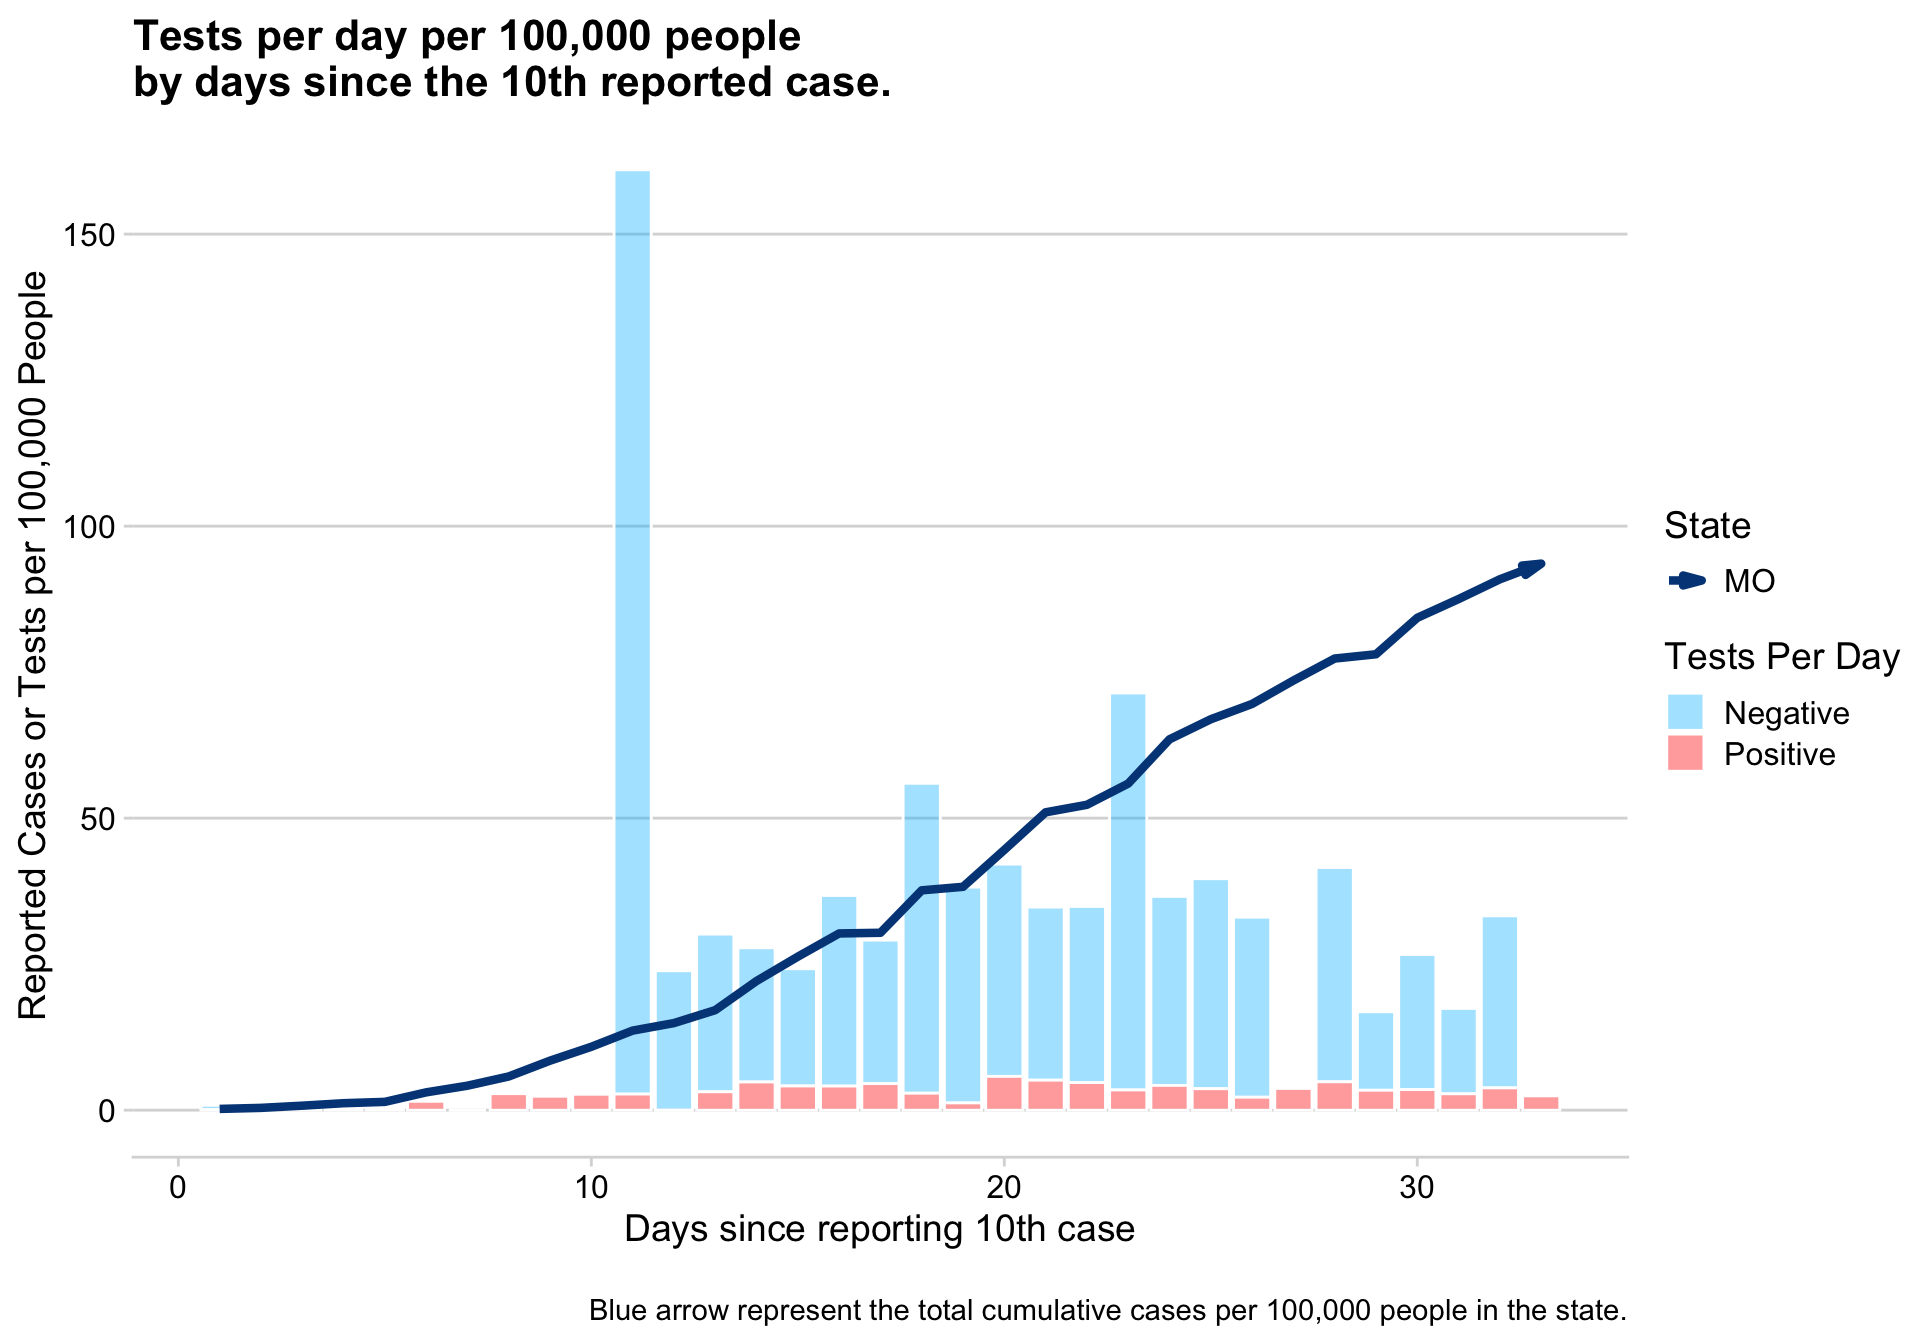 Tests per day per 100,000 people
by days since the 10th reported case.
Reported Cases or Tests per 100,000 People
150
100
50
0
0
10
20
30
Days since reporting 10th case
State
MO
Tests Per Day
Negative
Positive
Blue arrow represent the total cumulative cases per 100,000 people in the state.